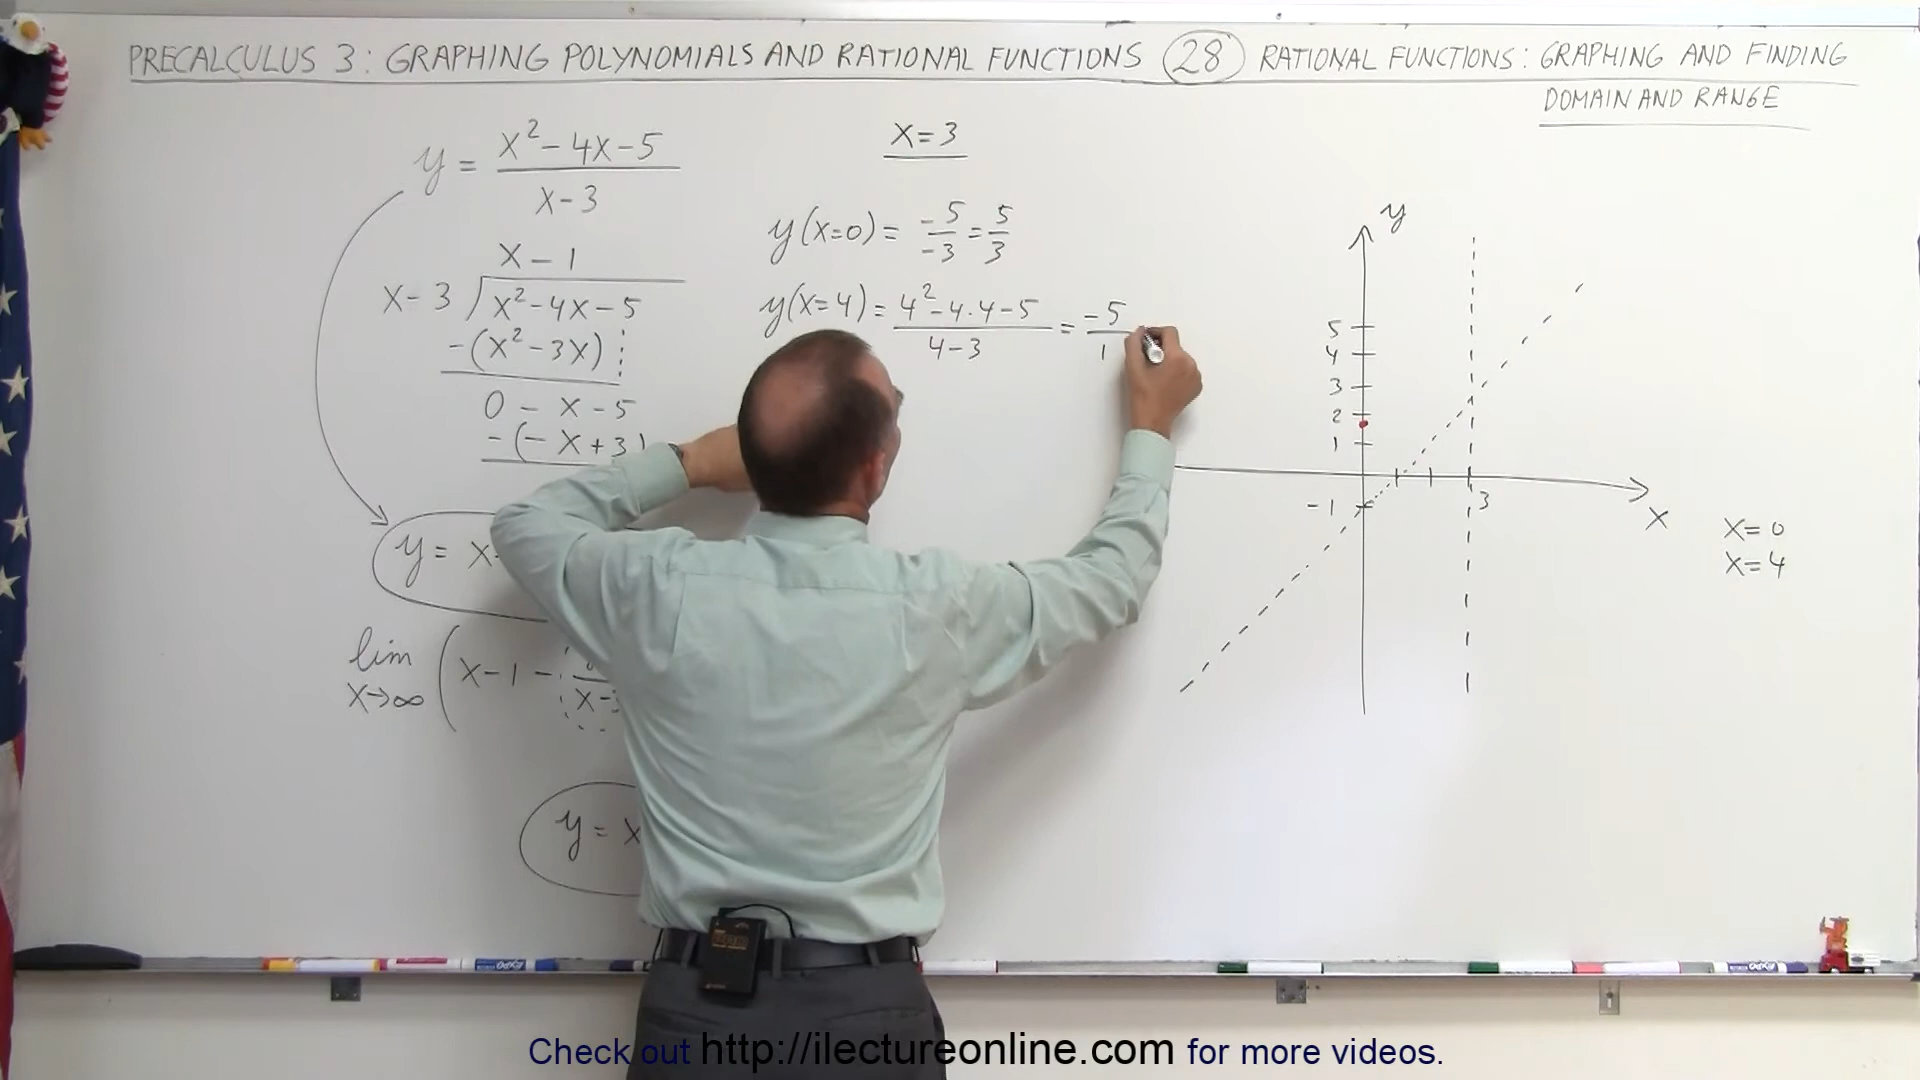 PRECALCULUS 3: GRAPHING POLYNOMIALS AND RATIONAL FUNCTIONS 28 RATIONAL FUNCTIONS: GRAPHING AND FINDING
DOMAIN AND RANGE
y = (x² - 4x - 5) / (x - 3)
x - 1
x - 3 √ x² - 4x - 5
-(x² - 3x)
0 - x - 5
-(- x + 3)
y = x-
lim x→∞ ( x - 1 -
x-
y = x
x = 3
y(x=0) = -5/-3 = 5/3
y(x=4) = (4² - 4·4 - 5) / (4 - 3) = -5/1
y
5
4
3
2
1
-1
3
x
x = 0
x = 4
EXPO
EXPO
Check out http://ilectureonline.com for more videos.